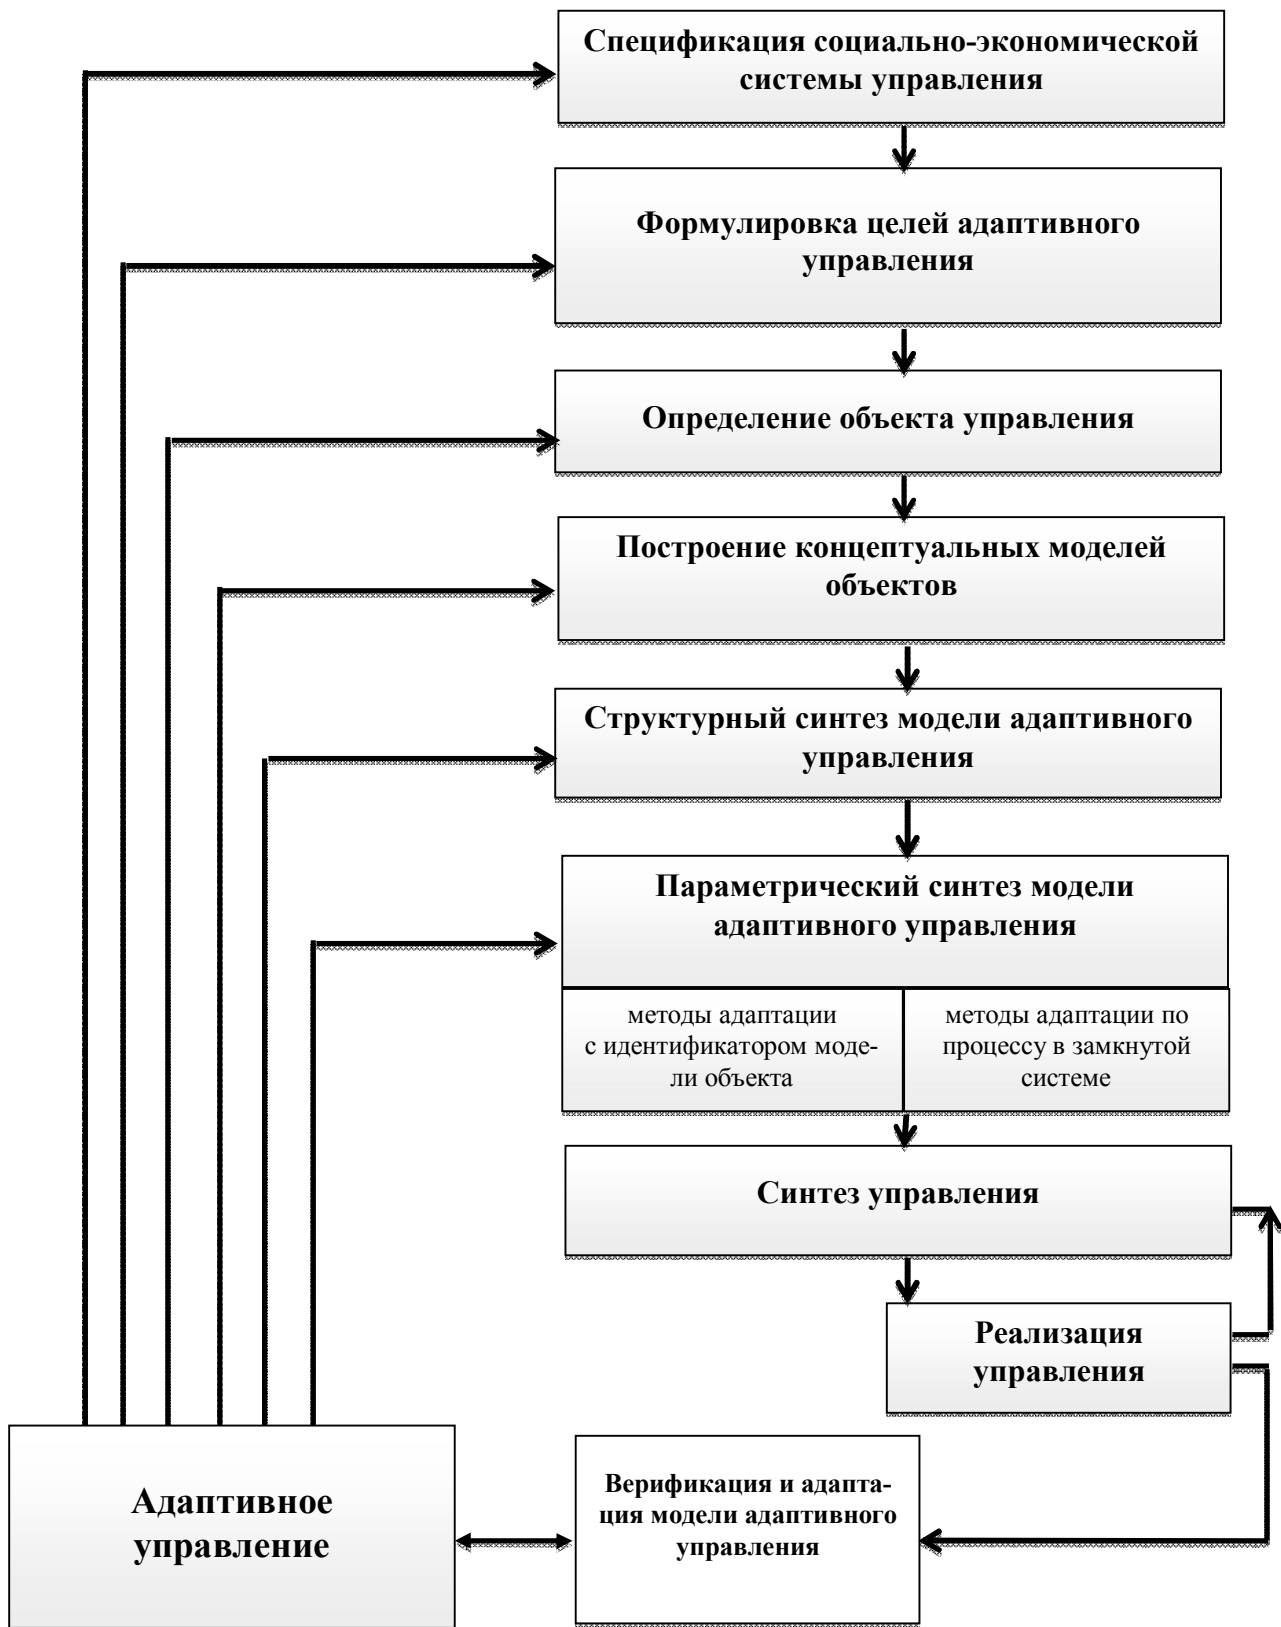 Спецификация социально-экономической
системы управления
Формулировка целей адаптивного
управления
Определение объекта управления
Построение концептуальных моделей
объектов
Структурный синтез модели адаптивного
управления
Параметрический синтез модели
адаптивного управления
методы адаптации
с идентификатором моде-
ли объекта
методы адаптации по
процессу в замкнутой
системе
Синтез управления
Реализация
управления
Адаптивное
управление
Верификация и адапта-
ция модели адаптивного
управления